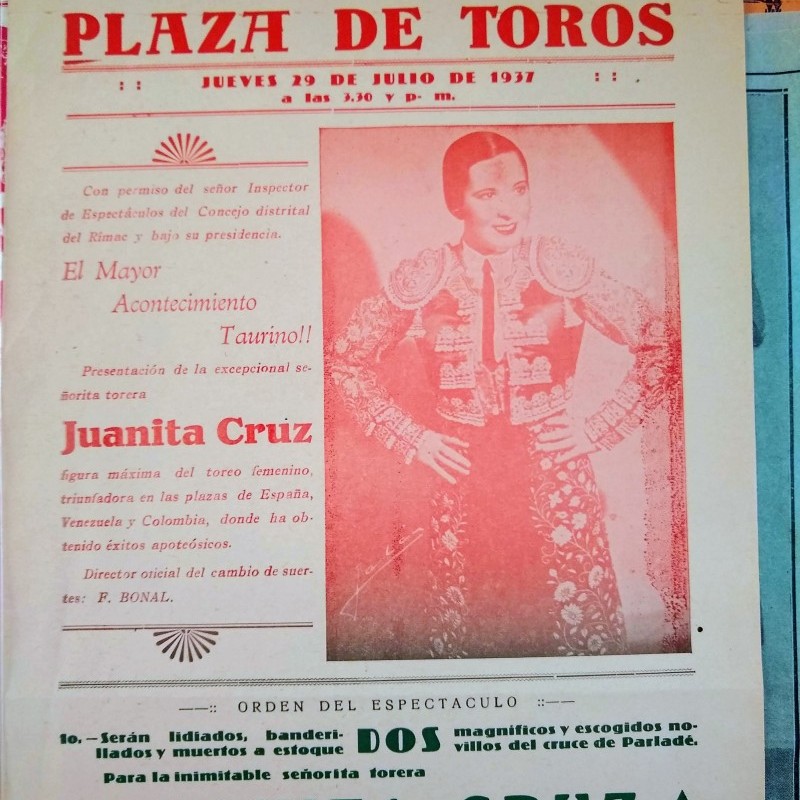 PLAZA DE TOROS
:: JUEVES 29 DE JULIO DE 1937 ::
a las 3.30 y p- m.
Con permiso del señor Inspector
de Espectáculos del Concejo distrital
del Rímac y bajo su presidencia.
El Mayor
Acontecimiento
Taurino!!
Presentación de la excepcional se-
ñorita torera
Juanita Cruz
figura máxima del toreo femenino,
triunfadora en las plazas de España,
Venezuela y Colombia, donde ha ob-
tenido éxitos apoteósicos.
Director oficial del cambio de suer-
tes: F. BONAL.
——:: ORDEN DEL ESPECTACULO ::——
1o.—Serán lidiados, banderi-
llados y muertos a estoque
DOS
magníficos y escogidos no-
villos del cruce de Parladé.
Para la inimitable señorita torera